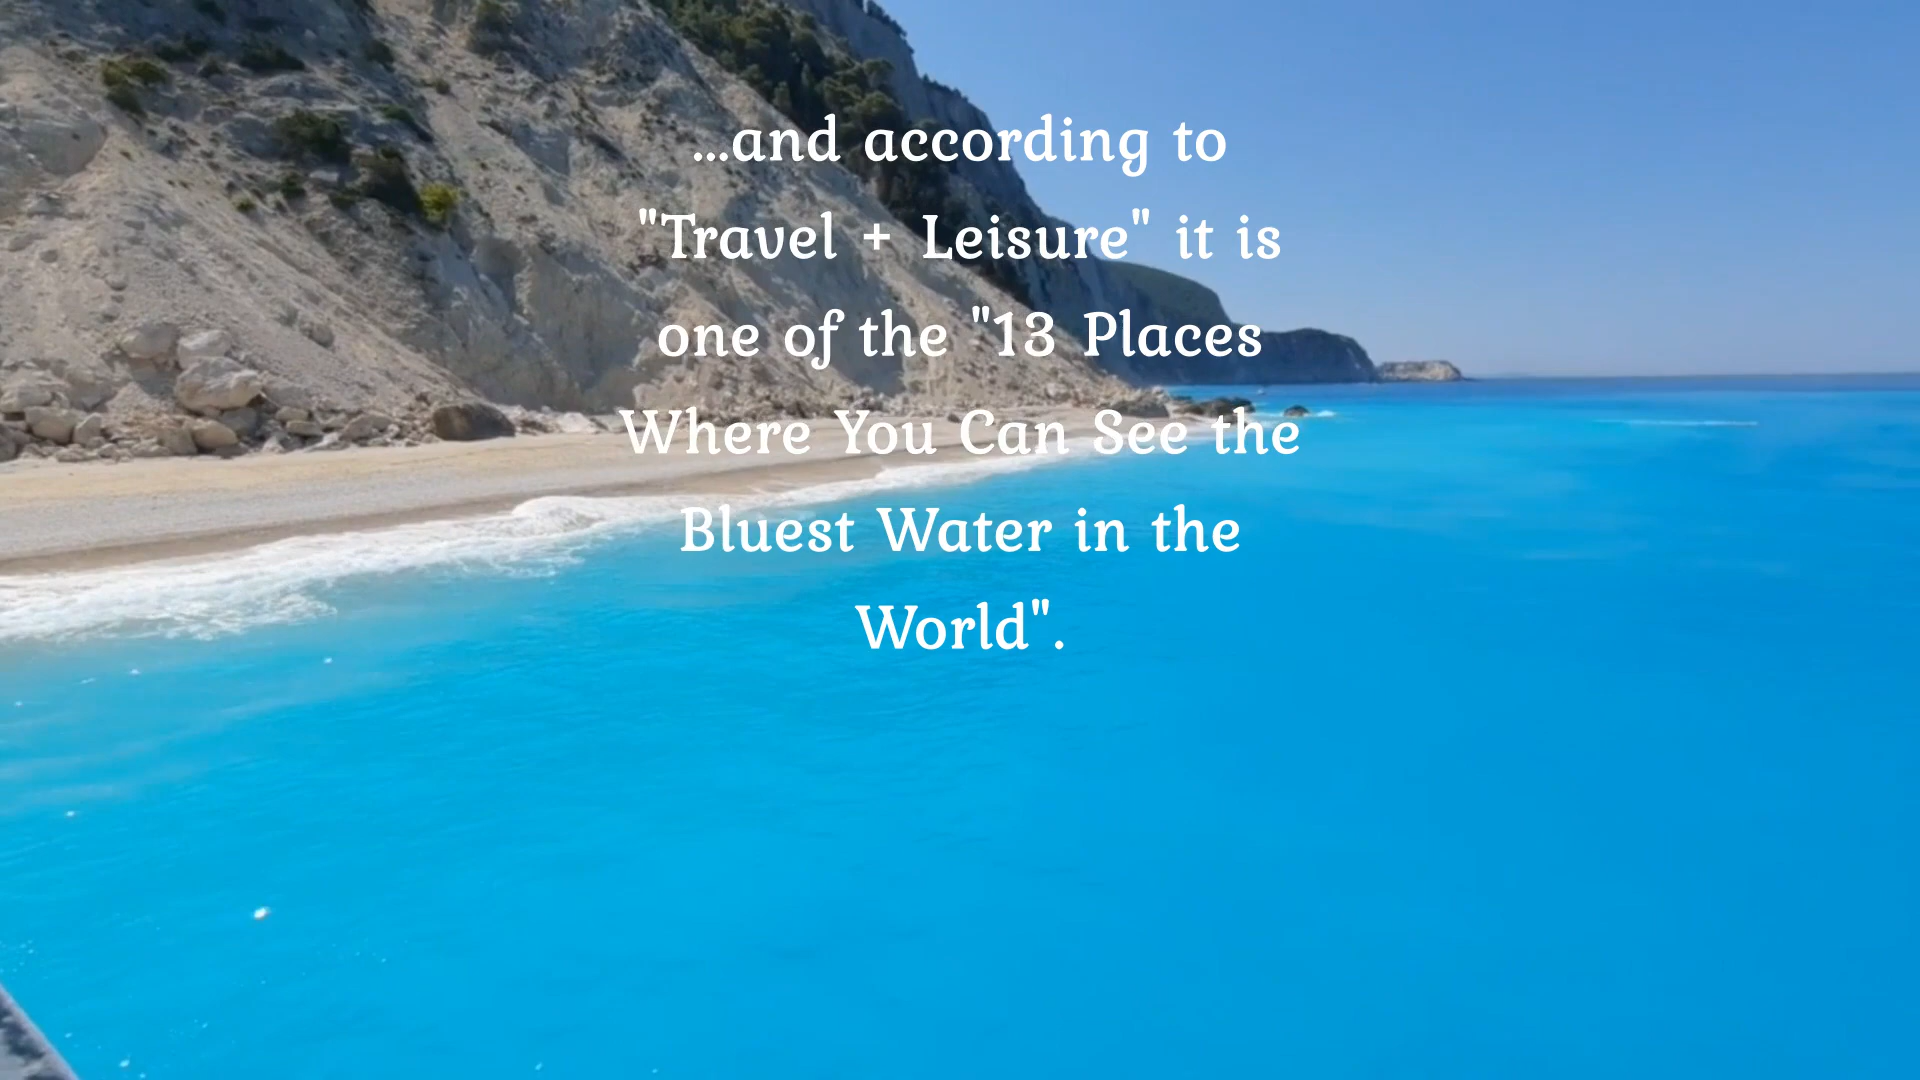 ...and according to
"Travel + Leisure" it is
one of the "13 Places
Where You Can See the
Bluest Water in the
World".